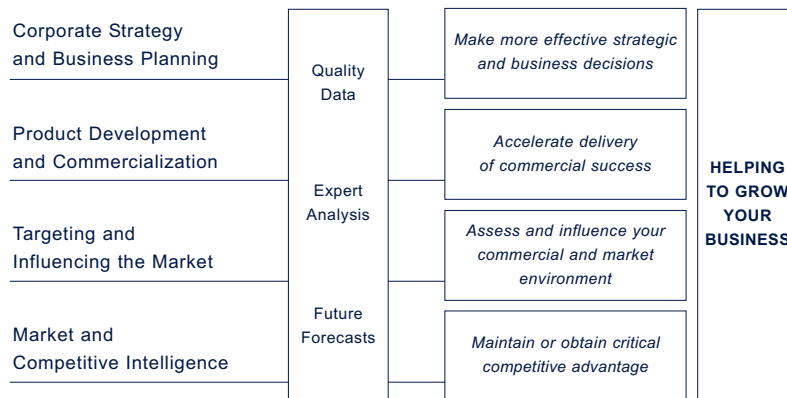 Corporate Strategy
and Business Planning
Product Development
and Commercialization
Targeting and
Influencing the Market
Market and
Competitive Intelligence
Quality
Data
Expert
Analysis
Future
Forecasts
Make more effective strategic
and business decisions
Accelerate delivery
of commercial success
Assess and influence your
commercial and market
environment
Maintain or obtain critical
competitive advantage
HELPING
TO GROW
YOUR
BUSINESS